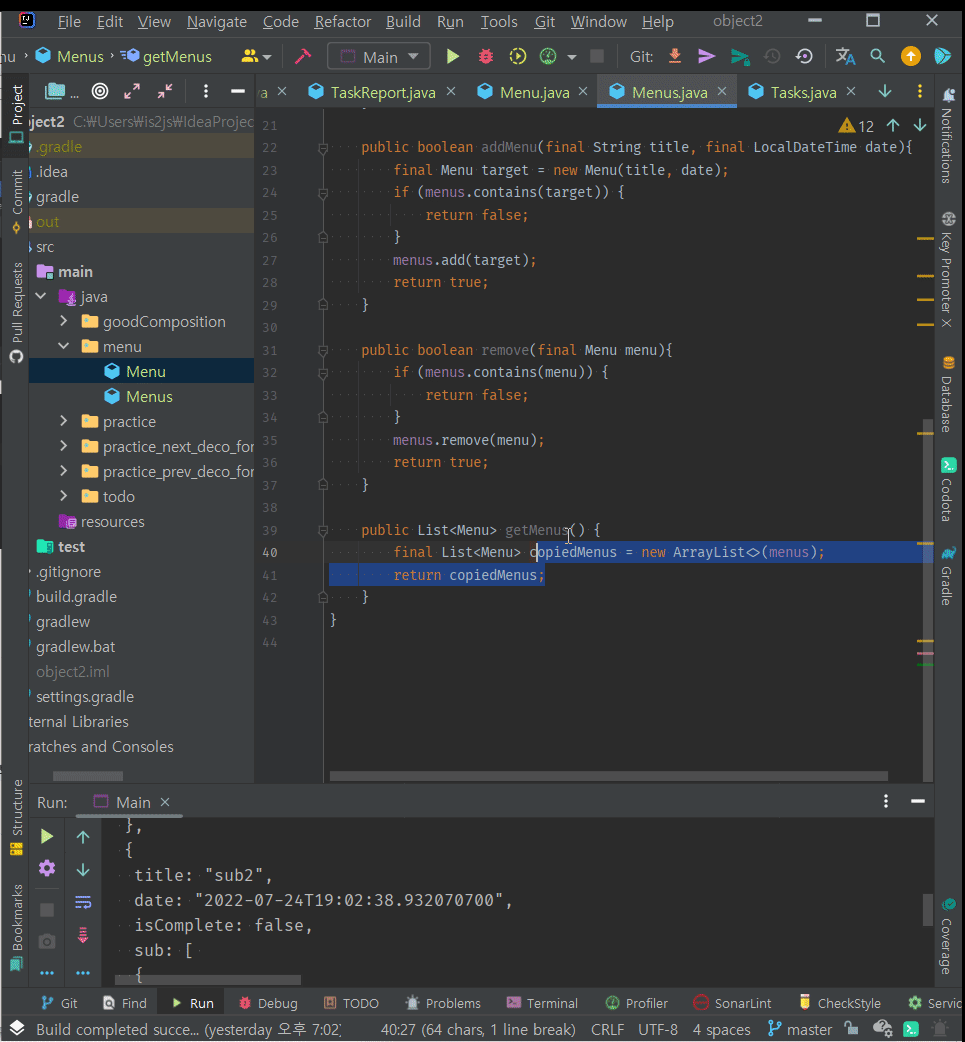 File Edit View Navigate Code Refactor Build Run Tools Git Window Help object2
nu Menus getMenus Main Git:
Project
Commit
Pull Requests
Structure
Bookmarks
TaskReport.java Menu.java Menus.java Tasks.java
ject2 C:₩Users₩is2js₩IdeaProjec
.gradle
.idea
gradle
out
src
main
java
goodComposition
menu
Menu
Menus
practice
practice_next_deco_for
practice_prev_deco_for
todo
resources
test
.gitignore
build.gradle
gradlew
gradlew.bat
object2.iml
settings.gradle
ternal Libraries
ratches and Consoles
12
21
22 public boolean addMenu(final String title, final LocalDateTime date){
23 final Menu target = new Menu(title, date);
24 if (menus.contains(target)) {
25 return false;
26 }
27 menus.add(target);
28 return true;
29 }
30
31 public boolean remove(final Menu menu){
32 if (menus.contains(menu)) {
33 return false;
34 }
35 menus.remove(menu);
36 return true;
37 }
38
39 public List<Menu> getMenus() {
40 final List<Menu> copiedMenus = new ArrayList<>(menus);
41 return copiedMenus;
42 }
43 }
44
Notifications
Key Promoter X
Database
Codota
Gradle
Coverage
Run: Main
},
{
title: "sub2",
date: "2022-07-24T19:02:38.932070700",
isComplete: false,
sub: [
{
Git Find Run Debug TODO Problems Terminal Profiler SonarLint CheckStyle Servic
Build completed succe... (yesterday 오후 7:02) 40:27 (64 chars, 1 line break) CRLF UTF-8 4 spaces master